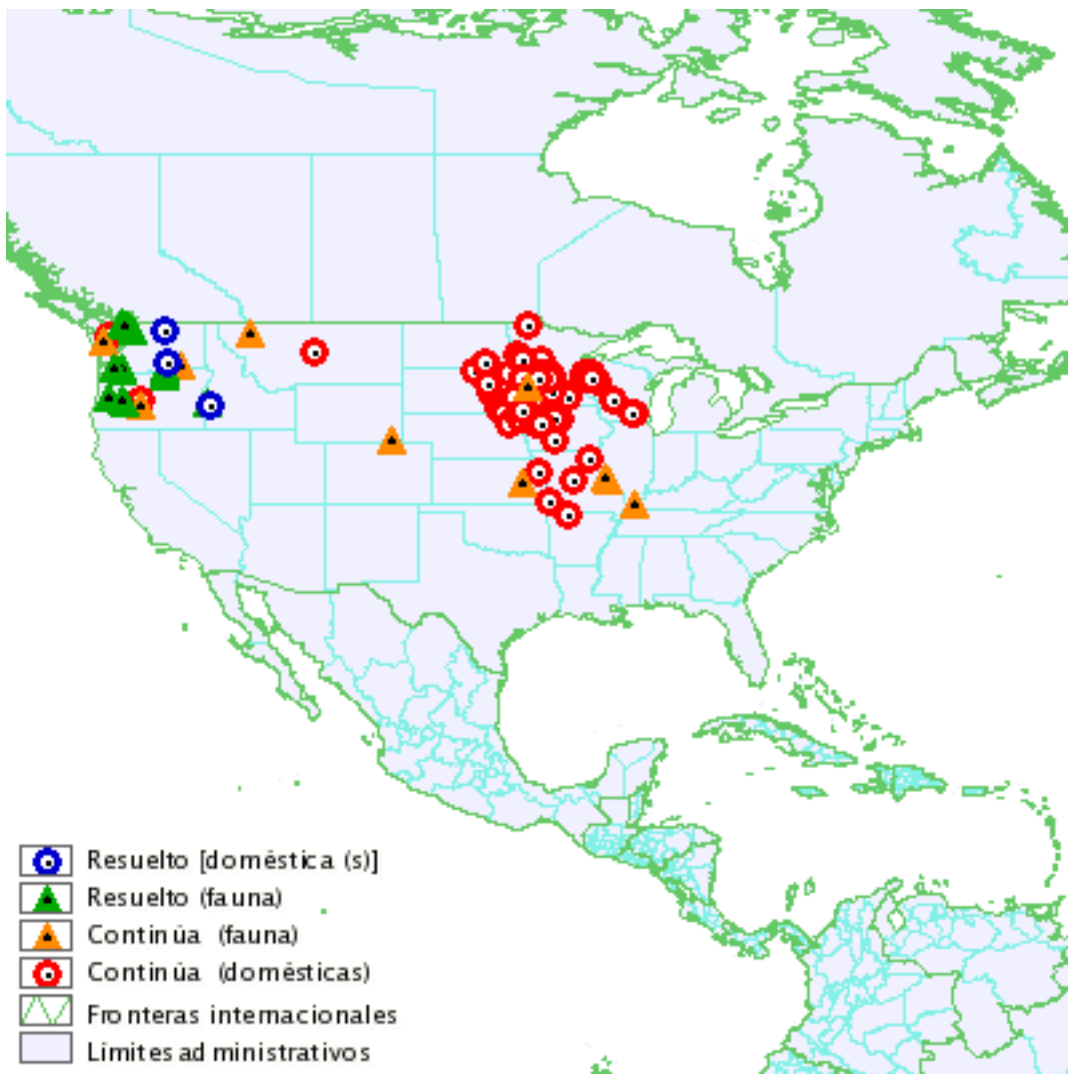 Resuelto [doméstica (s)]
Resuelto (fauna)
Continúa (fauna)
Continúa (domésticas)
Fronteras internacionales
Límites administrativos